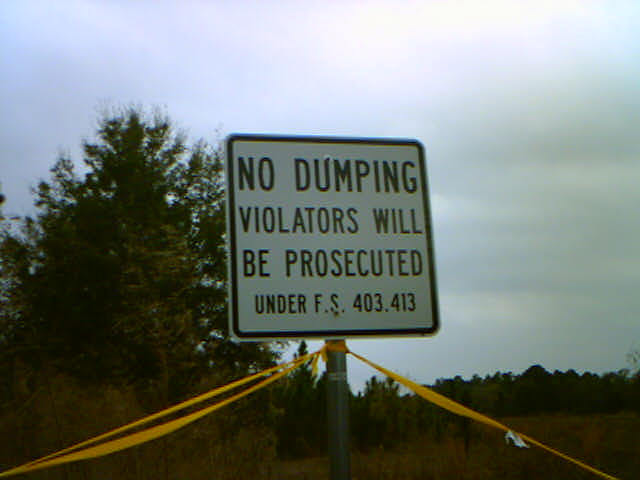 NO DUMPING
VIOLATORS WILL
BE PROSECUTED
UNDER F.S. 403.413